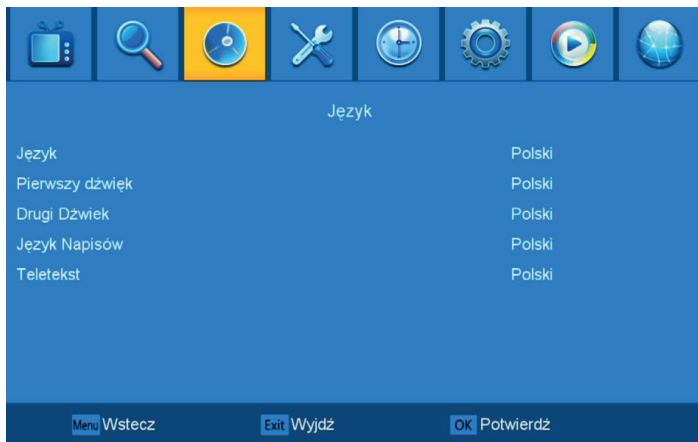 Język
Język Polski
Pierwszy dźwięk Polski
Drugi Dźwiek Polski
Język Napisów Polski
Teletekst Polski
Menu Wstecz Exit Wyjdź OK Potwierdź